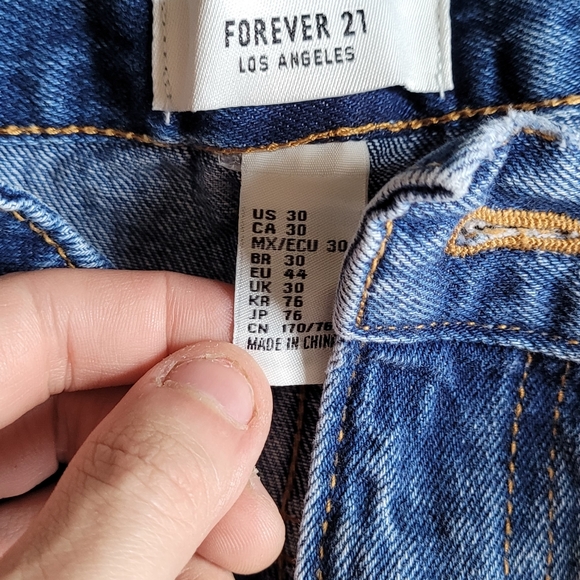 FOREVER 21
LOS ANGELES
US 30
CA 30
MX/ECU 30
BR 30
EU 44
UK 30
KR 76
JP 76
CN 170/76
MADE IN CHINA